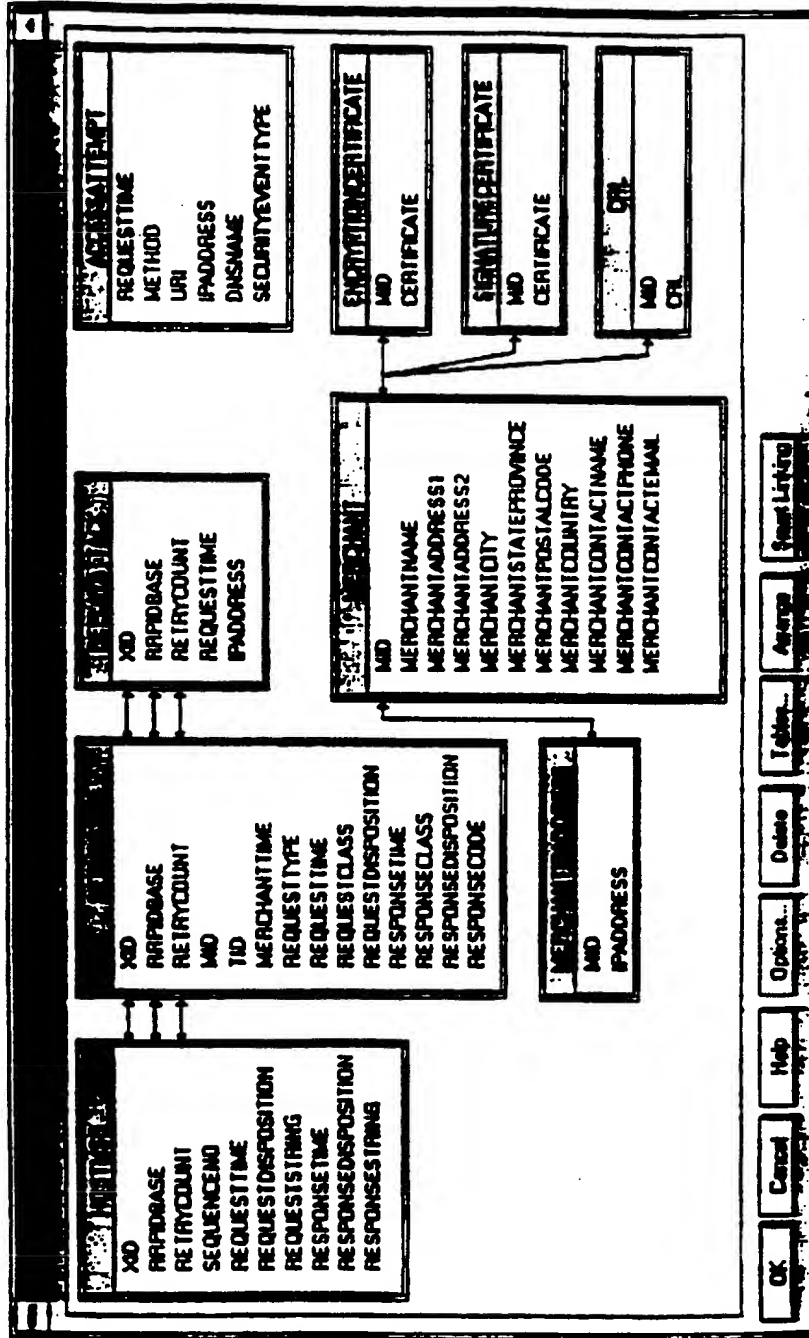 XID
RAPIDBASE
RETRYCOUNT
SEQUENCENO
REQUESTTIME
REQUESTDISPOSITION
REQUESTSTRING
RESPONSETIME
RESPONSEDISPOSITION
RESPONSESTRING
XID
RAPIDBASE
RETRYCOUNT
MID
TID
MERCHANTTIME
REQUESTTYPE
REQUESTTIME
REQUESTCLASS
REQUESTDISPOSITION
RESPONSETIME
RESPONSECLASS
RESPONSEDISPOSITION
RESPONSECODE
XID
RAPIDBASE
RETRYCOUNT
REQUESTTIME
IPADDRESS
ACCESSATTEMPT
REQUESTTIME
METHOD
URI
IPADDRESS
DNSNAME
SECURITYEVENTTYPE
MID
IPADDRESS
MERCHANT
MID
MERCHANTNAME
MERCHANTADDRESS1
MERCHANTADDRESS2
MERCHANTCITY
MERCHANTSTATEPROVINCE
MERCHANTPOSTALCODE
MERCHANTCOUNTRY
MERCHANTCONTACTNAME
MERCHANTCONTACTPHONE
MERCHANTCONTACTEMAIL
ENCRYPTIONCERTIFICATE
MID
CERTIFICATE
SIGNATURECERTIFICATE
MID
CERTIFICATE
CRL
MID
CRL
OK
Cancel
Help
Options...
Delete
Tables...
Arrange
Smart Linking